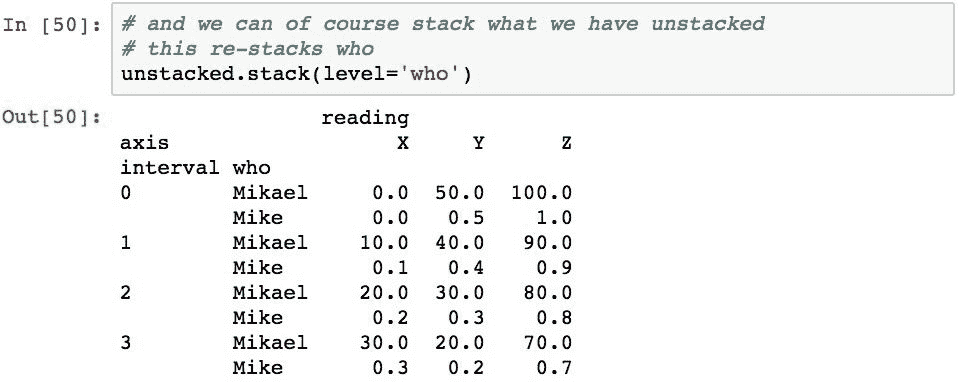 In [50]: # and we can of course stack what we have unstacked
# this re-stacks who
unstacked.stack(level='who')
Out[50]: reading
axis X Y Z
interval who
0 Mikael 0.0 50.0 100.0
Mike 0.0 0.5 1.0
1 Mikael 10.0 40.0 90.0
Mike 0.1 0.4 0.9
2 Mikael 20.0 30.0 80.0
Mike 0.2 0.3 0.8
3 Mikael 30.0 20.0 70.0
Mike 0.3 0.2 0.7